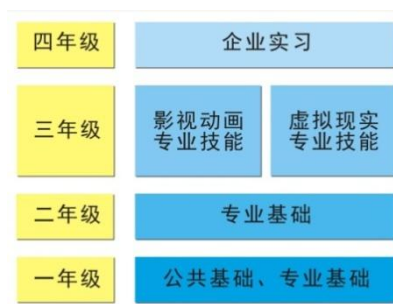 四年级
企业实习
三年级
影视动画
专业技能
虚拟现实
专业技能
二年级
专业基础
一年级
公共基础、专业基础